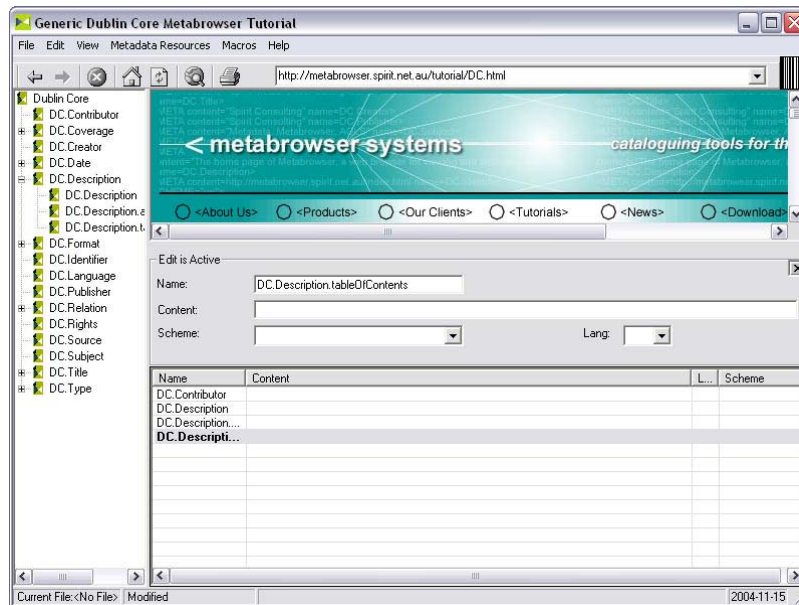 Generic Dublin Core Metabrowser Tutorial
File Edit View Metadata Resources Macros Help
http://metabrowser.spirit.net.au/tutorial/DC.html
Dublin Core
DC.Contributor
DC.Coverage
DC.Creator
DC.Date
DC.Description
DC.Description
DC.Description.a
DC.Description.t
DC.Format
DC.Identifier
DC.Language
DC.Publisher
DC.Relation
DC.Rights
DC.Source
DC.Subject
DC.Title
DC.Type
< metabrowser systems
cataloguing tools for th
<About Us> <Products> <Our Clients> <Tutorials> <News> <Download>
Edit is Active
Name: DC.Description.tableOfContents
Content:
Scheme: Lang:
Name Content L... Scheme
DC.Contributor
DC.Description
DC.Description....
DC.Descripti...
Current File:<No File> Modified 2004-11-15